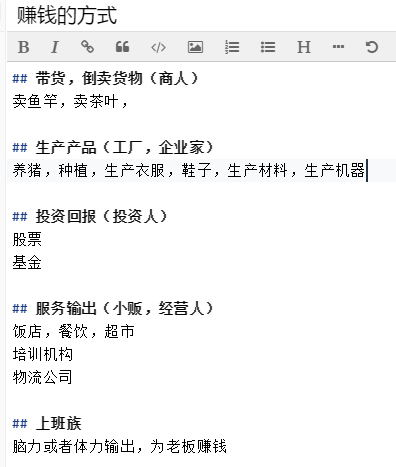 赚钱的方式
B I H
## 带货，倒卖货物（商人）
卖鱼竿，卖茶叶，
## 生产产品（工厂，企业家）
养猪，种植，生产衣服，鞋子，生产材料，生产机器
## 投资回报（投资人）
股票
基金
## 服务输出（小贩，经营人）
饭店，餐饮，超市
培训机构
物流公司
## 上班族
脑力或者体力输出，为老板赚钱